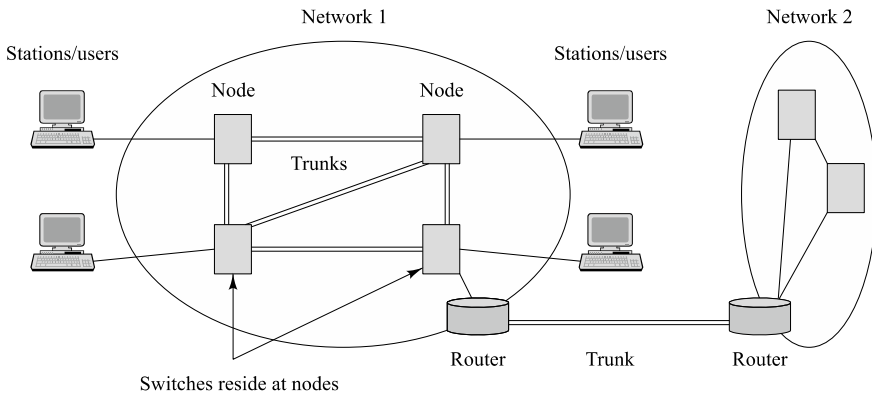 Network 1
Network 2
Stations/users
Stations/users
Node
Node
Trunks
Router
Trunk
Router
Switches reside at nodes